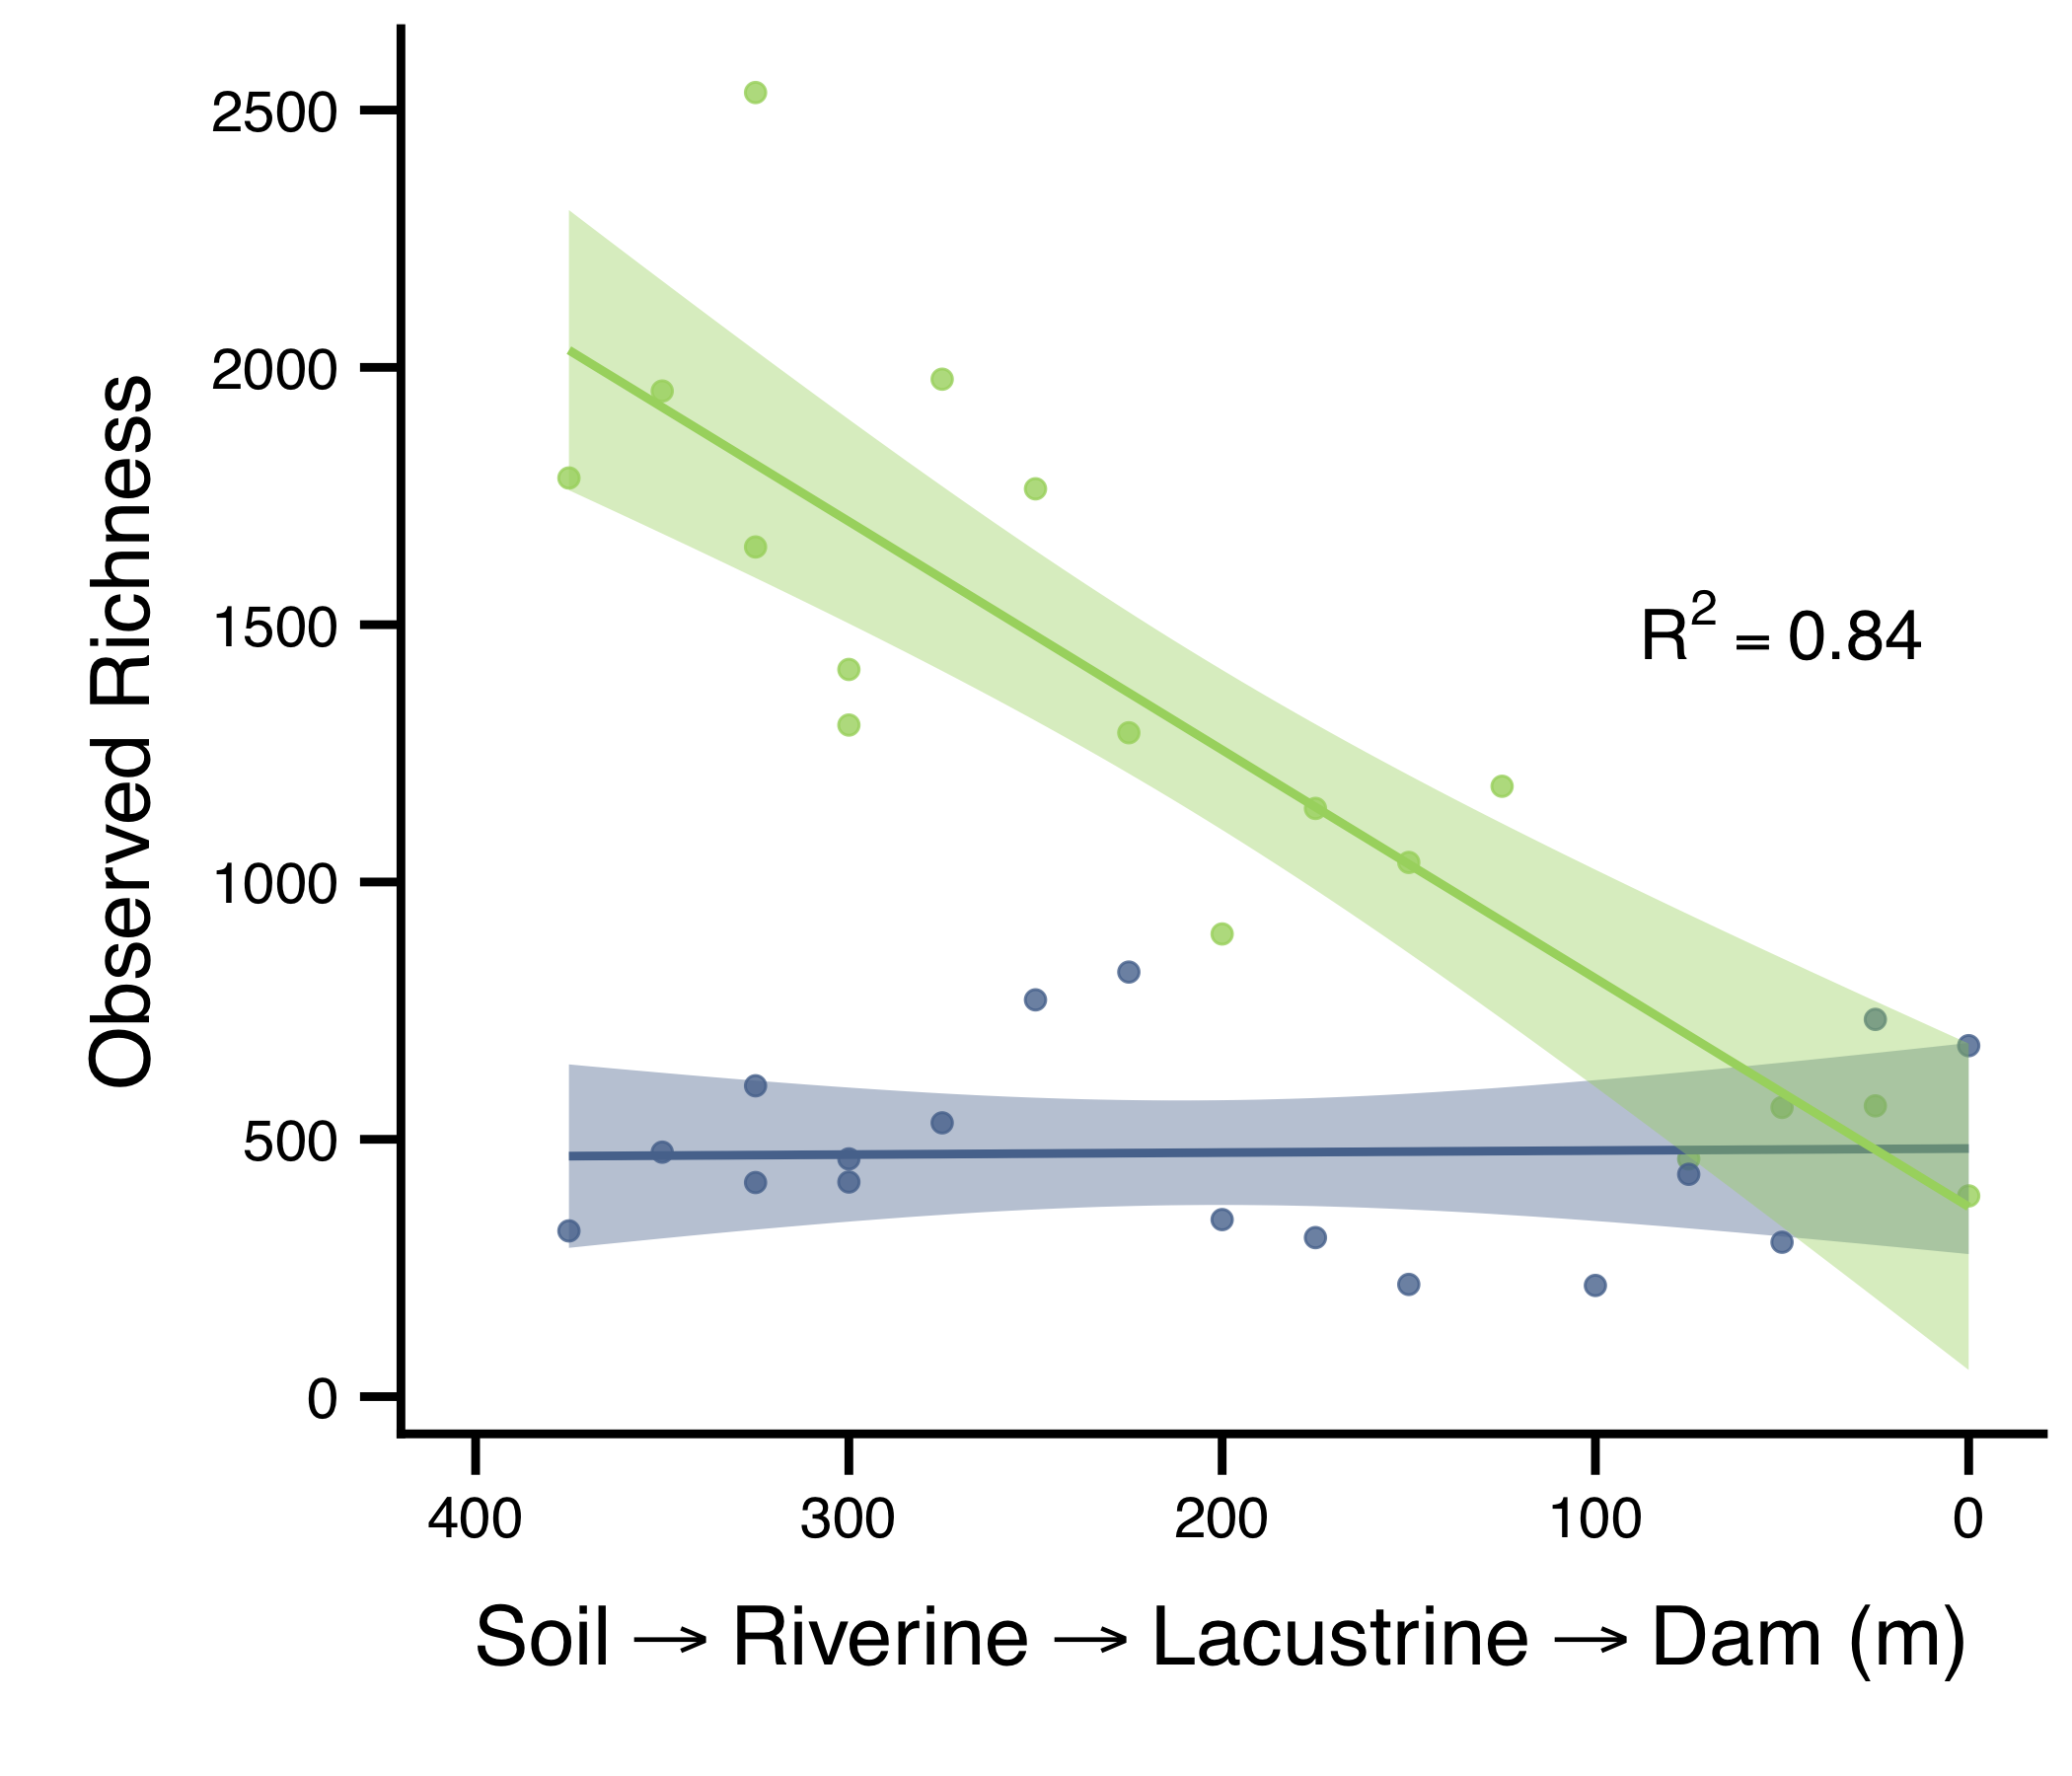 Observed Richness
2500
2000
1500
1000
500
0
R² = 0.84
400 300 200 100 0
Soil → Riverine → Lacustrine → Dam (m)